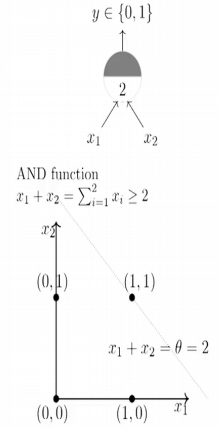 y ∈ {0, 1}
2
x₁ x₂
AND function
x₁ + x₂ = ∑²ᵢ₌₁ xᵢ ≥ 2
x₂
(0, 1) (1, 1)
x₁ + x₂ = θ = 2
(0, 0) (1, 0) x₁